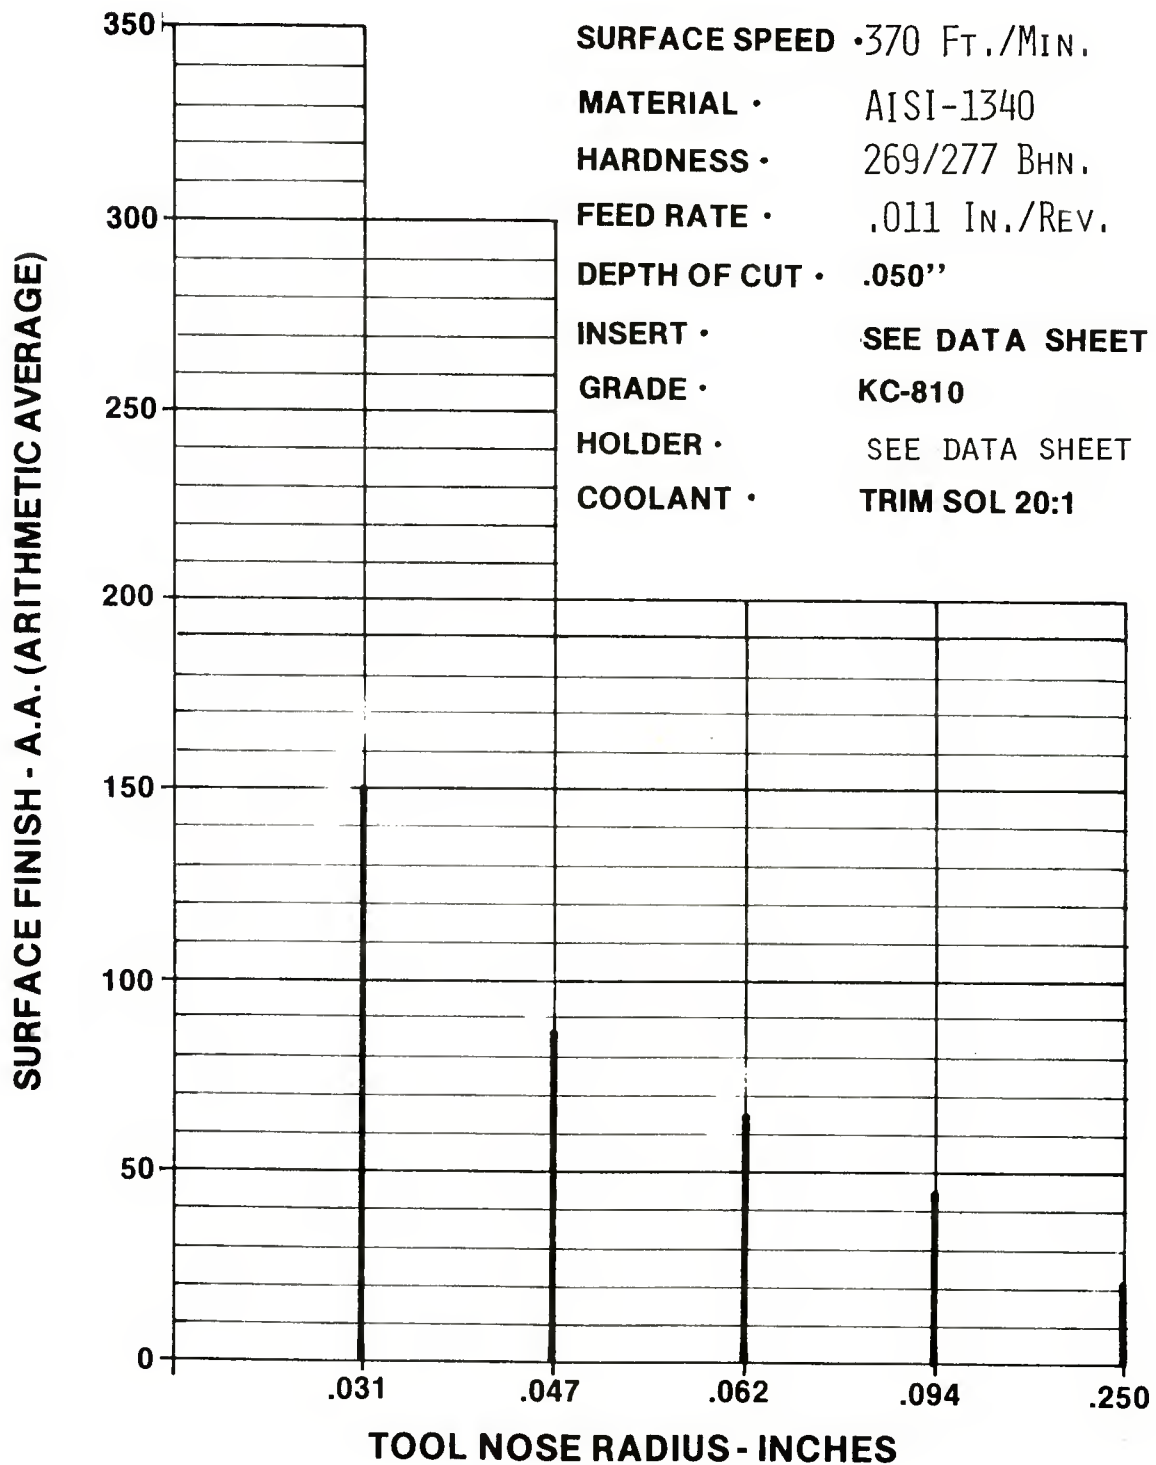 SURFACE SPEED • 370 FT./MIN.
MATERIAL • AISI-1340
HARDNESS • 269/277 BHN.
FEED RATE • .011 IN./REV.
DEPTH OF CUT • .050”
INSERT • SEE DATA SHEET
GRADE • KC-810
HOLDER • SEE DATA SHEET
COOLANT • TRIM SOL 20:1
SURFACE FINISH - A.A. (ARITHMETIC AVERAGE)
350
300
250
200
150
100
50
0
.031 .047 .062 .094 .250
TOOL NOSE RADIUS - INCHES